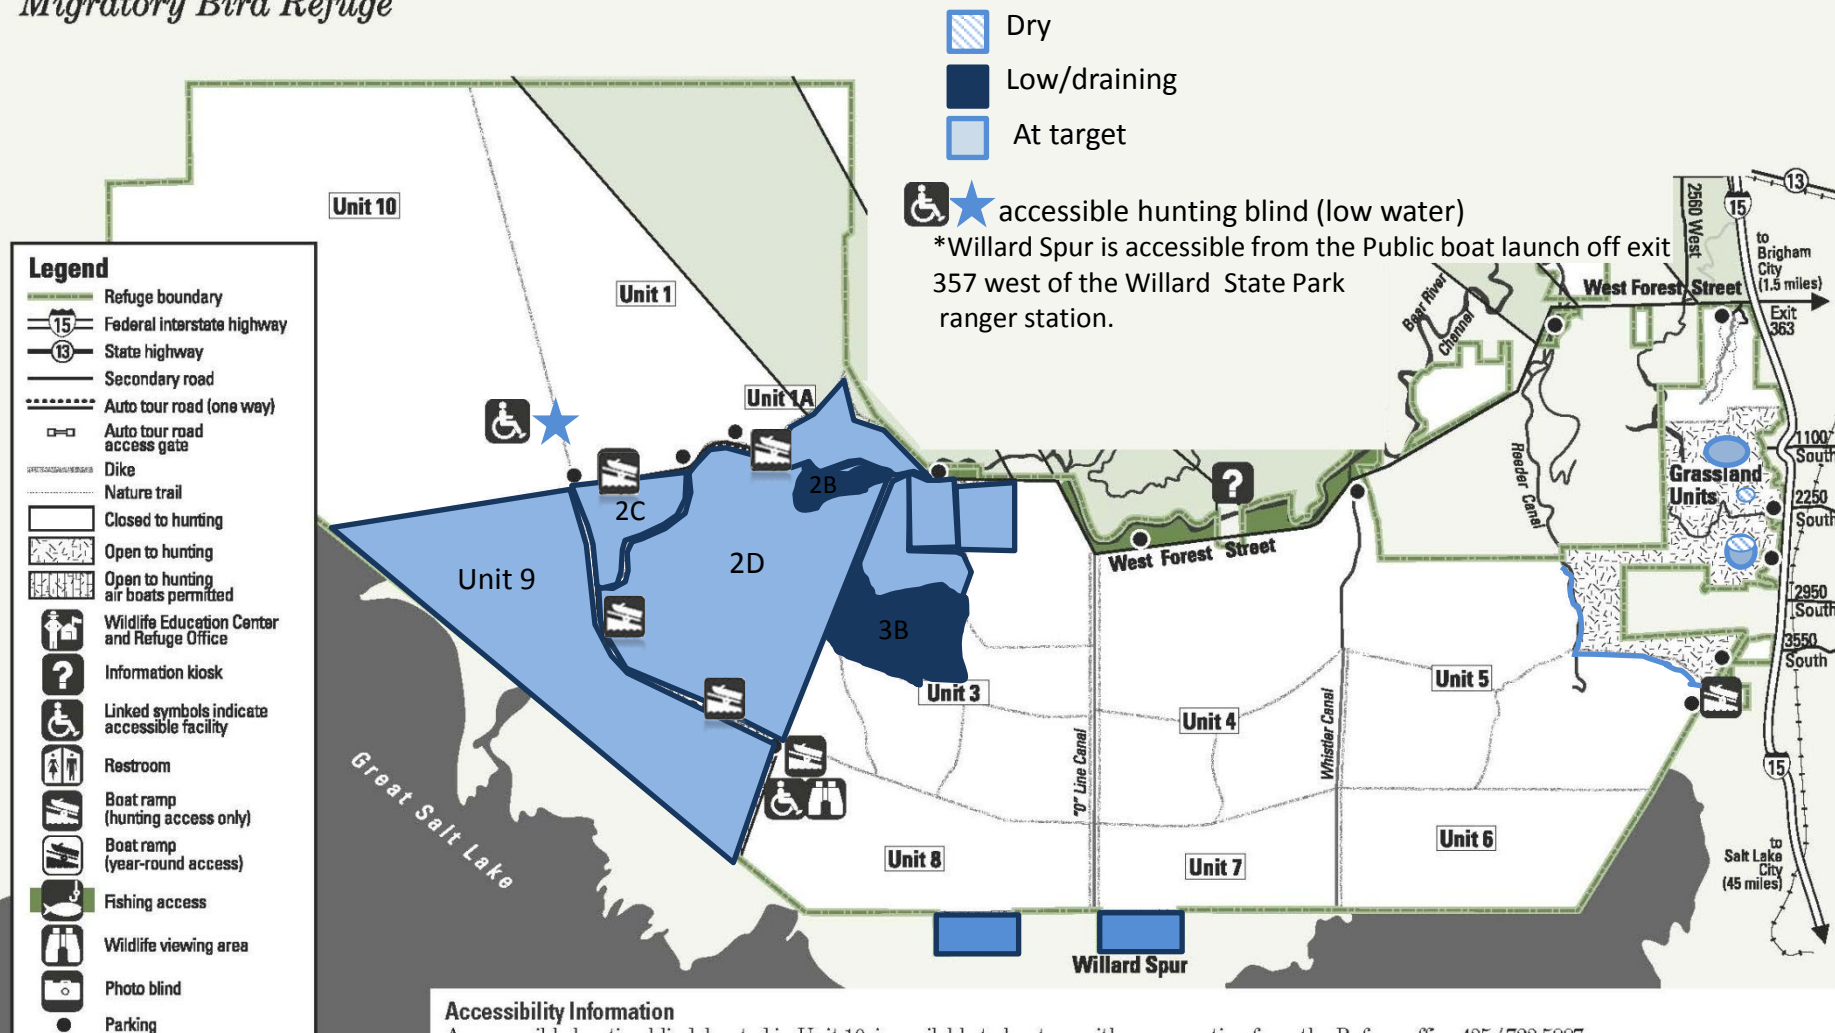 Migratory Bird Refuge
Dry
Low/draining
At target
accessible hunting blind (low water)
*Willard Spur is accessible from the Public boat launch off exit
357 west of the Willard State Park
ranger station.
Legend
Refuge boundary
15
Federal interstate highway
13
State highway
Secondary road
Auto tour road (one way)
Auto tour road
access gate
Dike
Nature trail
Closed to hunting
Open to hunting
Open to hunting
air boats permitted
Wildlife Education Center
and Refuge Office
?
Information kiosk
Linked symbols indicate
accessible facility
Restroom
Boat ramp
(hunting access only)
Boat ramp
(year-round access)
Fishing access
Wildlife viewing area
Photo blind
Parking
Unit 10
Unit 1
Unit 1A
2B
2C
2D
Unit 9
3B
Unit 3
Unit 4
Unit 5
Unit 6
Unit 7
Unit 8
Willard Spur
Great Salt Lake
"O" Line Canal
Whistler Canal
Reeder Canal
Bear River
Channel
?
West Forest Street
West Forest Street
2560 West
13
15
to
Brigham
City
(1.5 miles)
Exit
363
1100
South
Grassland
Units
2250
South
2950
South
3550
South
15
to
Salt Lake
City
(45 miles)
Accessibility Information